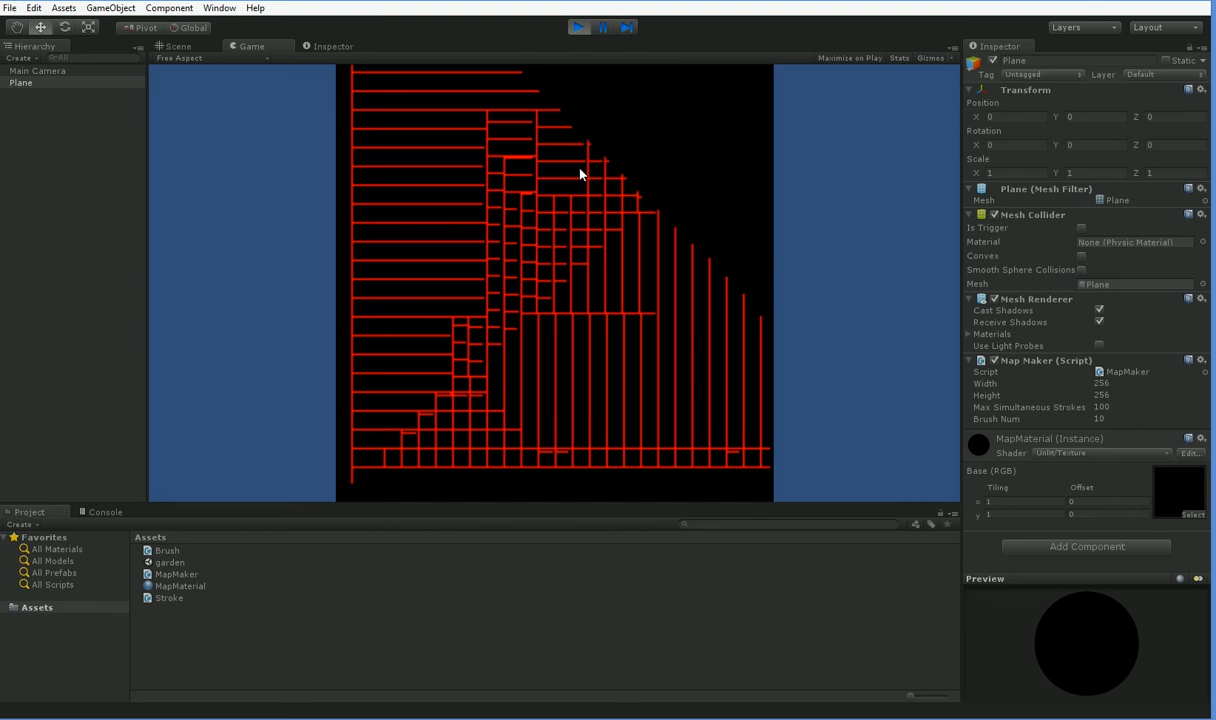 File Edit Assets GameObject Component Window Help
Pivot Global Layers Layout
Hierarchy Scene Game Inspector Inspector
Create All Free Aspect Maximize on Play Stats Gizmos Plane Static
Main Camera Tag Untagged Layer Default
Plane Transform
Position
X 0 Y 0 Z 0
Rotation
X 0 Y 0 Z 0
Scale
X 1 Y 1 Z 1
Plane (Mesh Filter)
Mesh Plane
Mesh Collider
Is Trigger
Material None (Physic Material)
Convex
Smooth Sphere Collisions
Mesh Plane
Mesh Renderer
Cast Shadows
Receive Shadows
Materials
Use Light Probes
Map Maker (Script)
Script MapMaker
Width 256
Height 256
Max Simultaneous Strokes 100
Brush Num 10
MapMaterial (Instance)
Shader Unlit/Texture Edit...
Base (RGB)
Tiling Offset
x 1 0
y 1 0 Select
Add Component
Preview
Project Console
Create
Favorites
All Materials
All Models
All Prefabs
All Scripts
Assets
Assets
Brush
garden
MapMaker
MapMaterial
Stroke